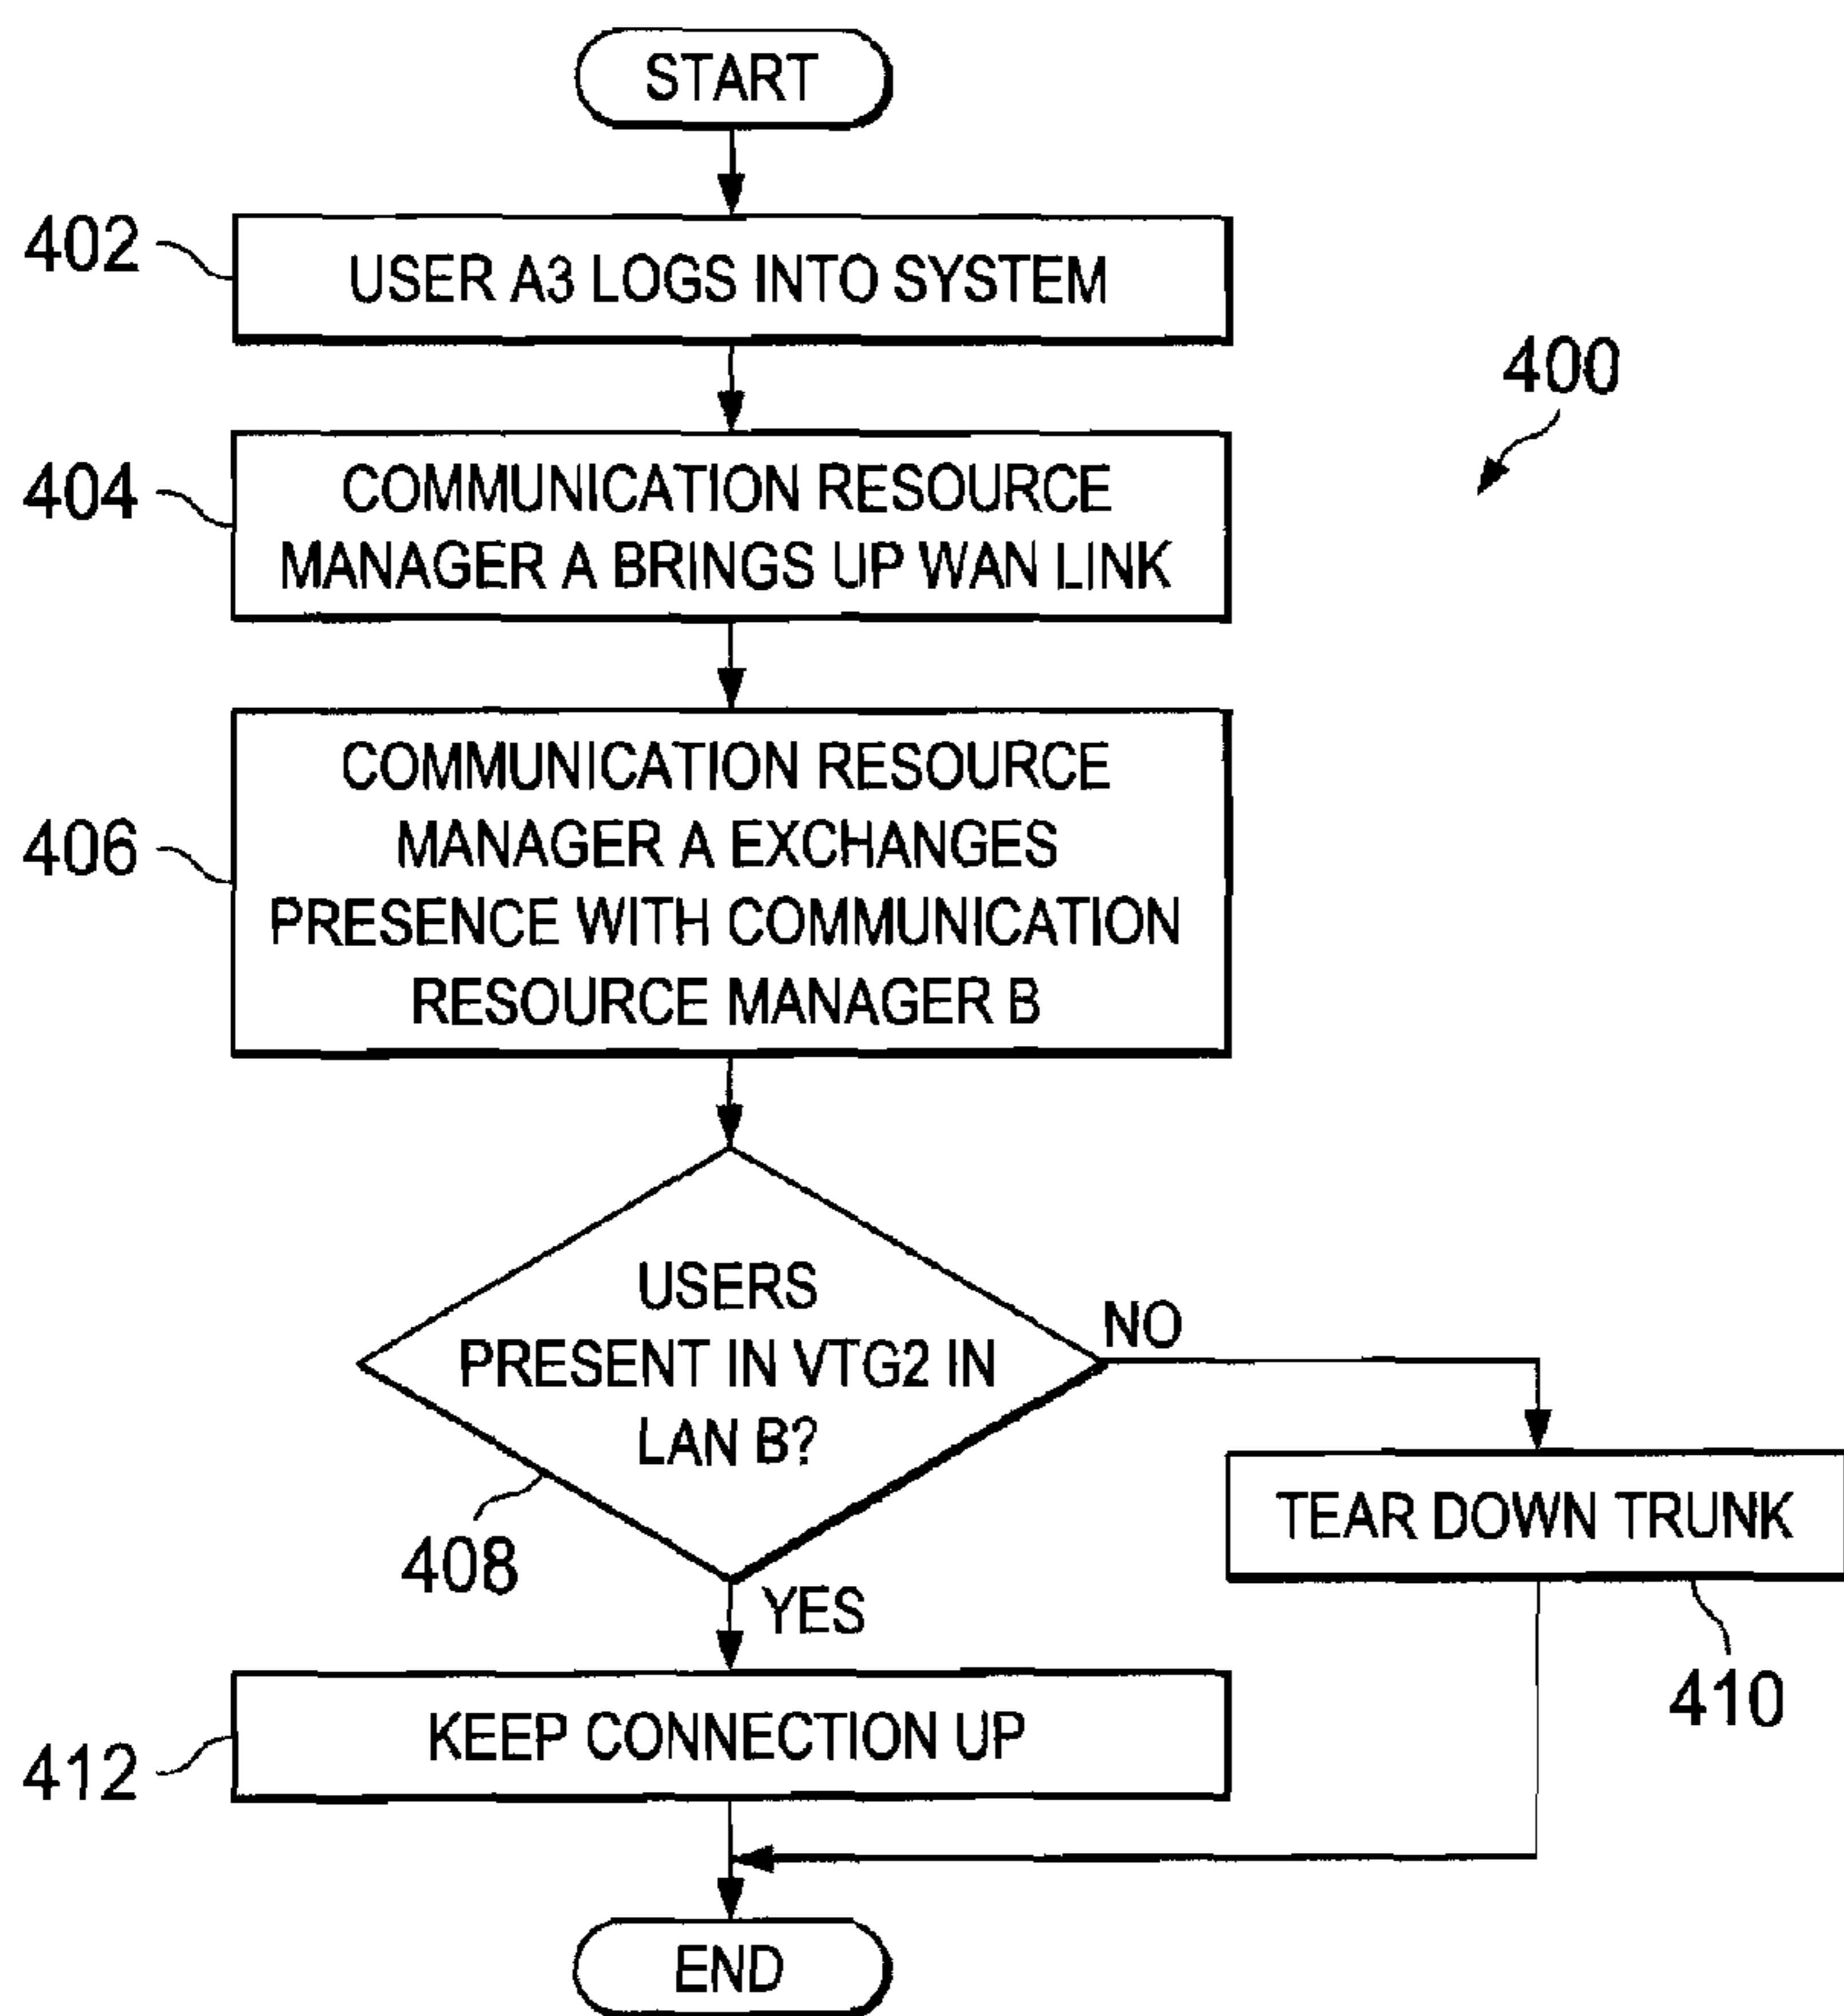 START
402
USER A3 LOGS INTO SYSTEM
400
404
COMMUNICATION RESOURCE
MANAGER A BRINGS UP WAN LINK
406
COMMUNICATION RESOURCE
MANAGER A EXCHANGES
PRESENCE WITH COMMUNICATION
RESOURCE MANAGER B
USERS
PRESENT IN VTG2 IN
LAN B?
NO
408
YES
TEAR DOWN TRUNK
410
412
KEEP CONNECTION UP
END